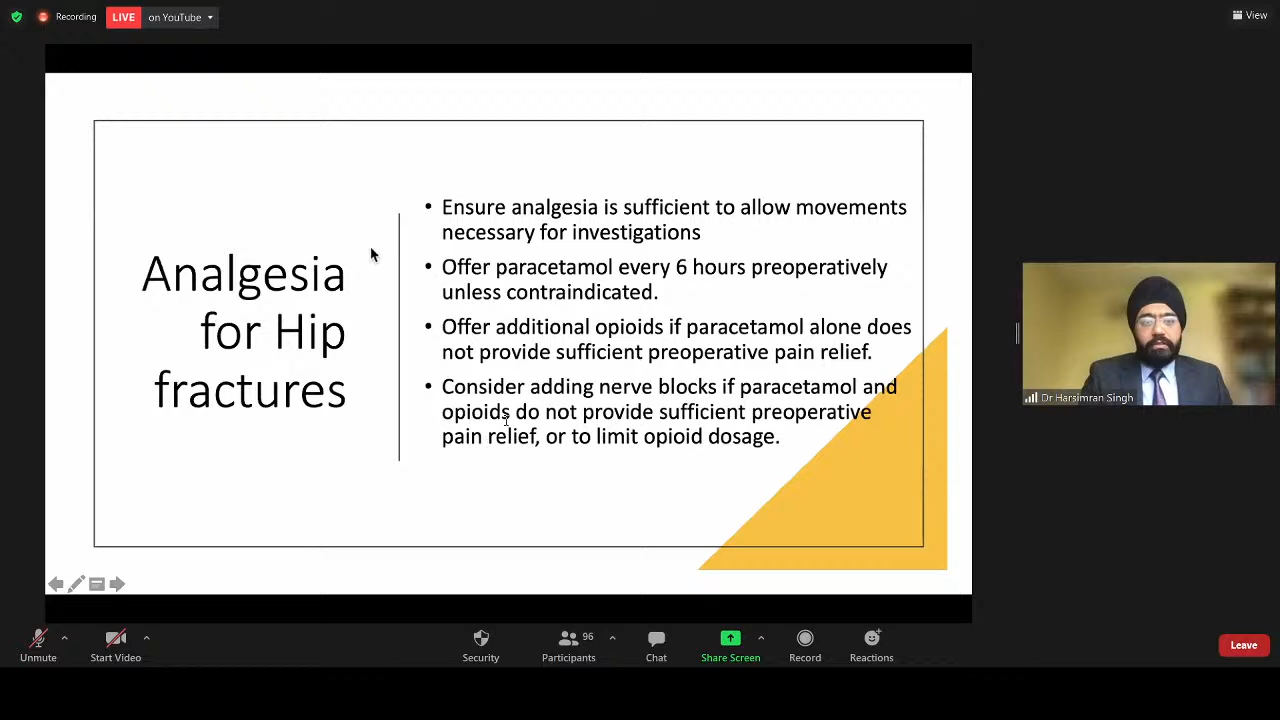 Recording
LIVE on YouTube
View
Analgesia
for Hip
fractures
• Ensure analgesia is sufficient to allow movements
necessary for investigations
• Offer paracetamol every 6 hours preoperatively
unless contraindicated.
• Offer additional opioids if paracetamol alone does
not provide sufficient preoperative pain relief.
• Consider adding nerve blocks if paracetamol and
opioids do not provide sufficient preoperative
pain relief, or to limit opioid dosage.
Dr Harsimran Singh
96
Unmute
Start Video
Security
Participants
Chat
Share Screen
Record
Reactions
Leave